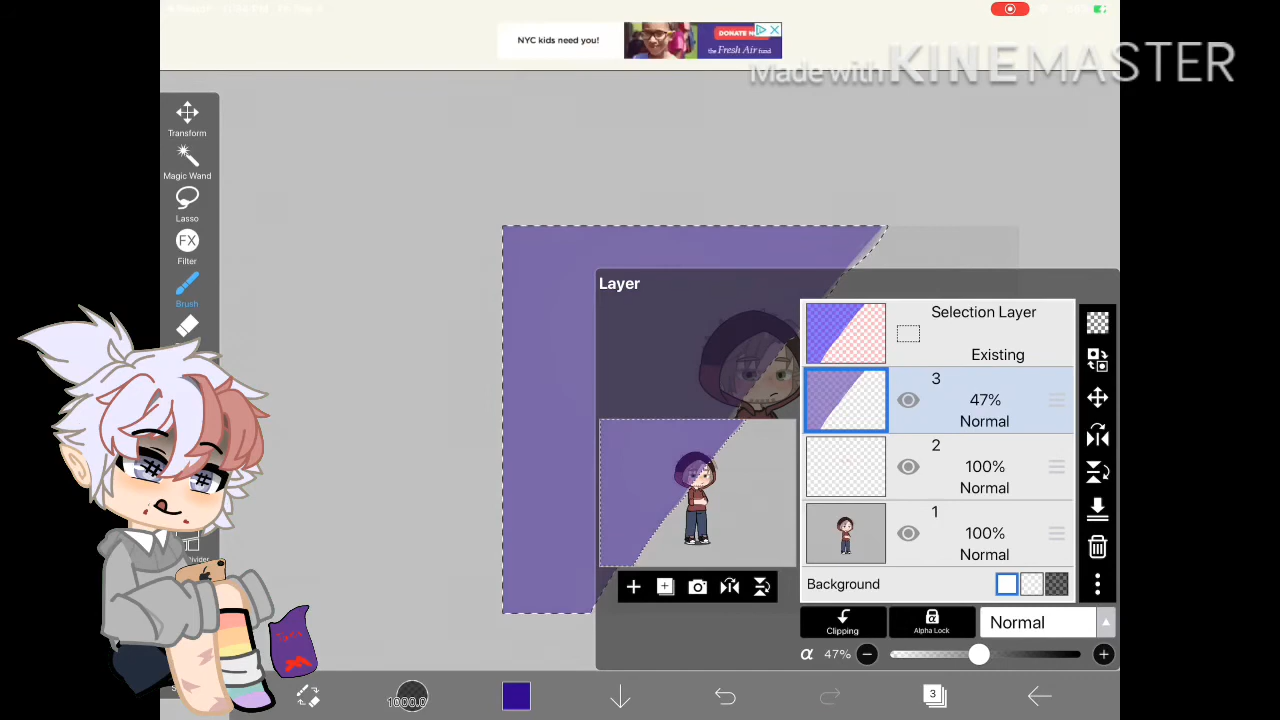 NYC kids need you!
DONATE
the Fresh Air fund
Made with KINEMASTER
Transform
Magic Wand
Lasso
FX
Filter
Brush
Layer
Selection Layer
Existing
3
47%
Normal
2
100%
Normal
1
100%
Normal
Background
Clipping
Alpha Lock
Normal
α 47%
1000.0
3